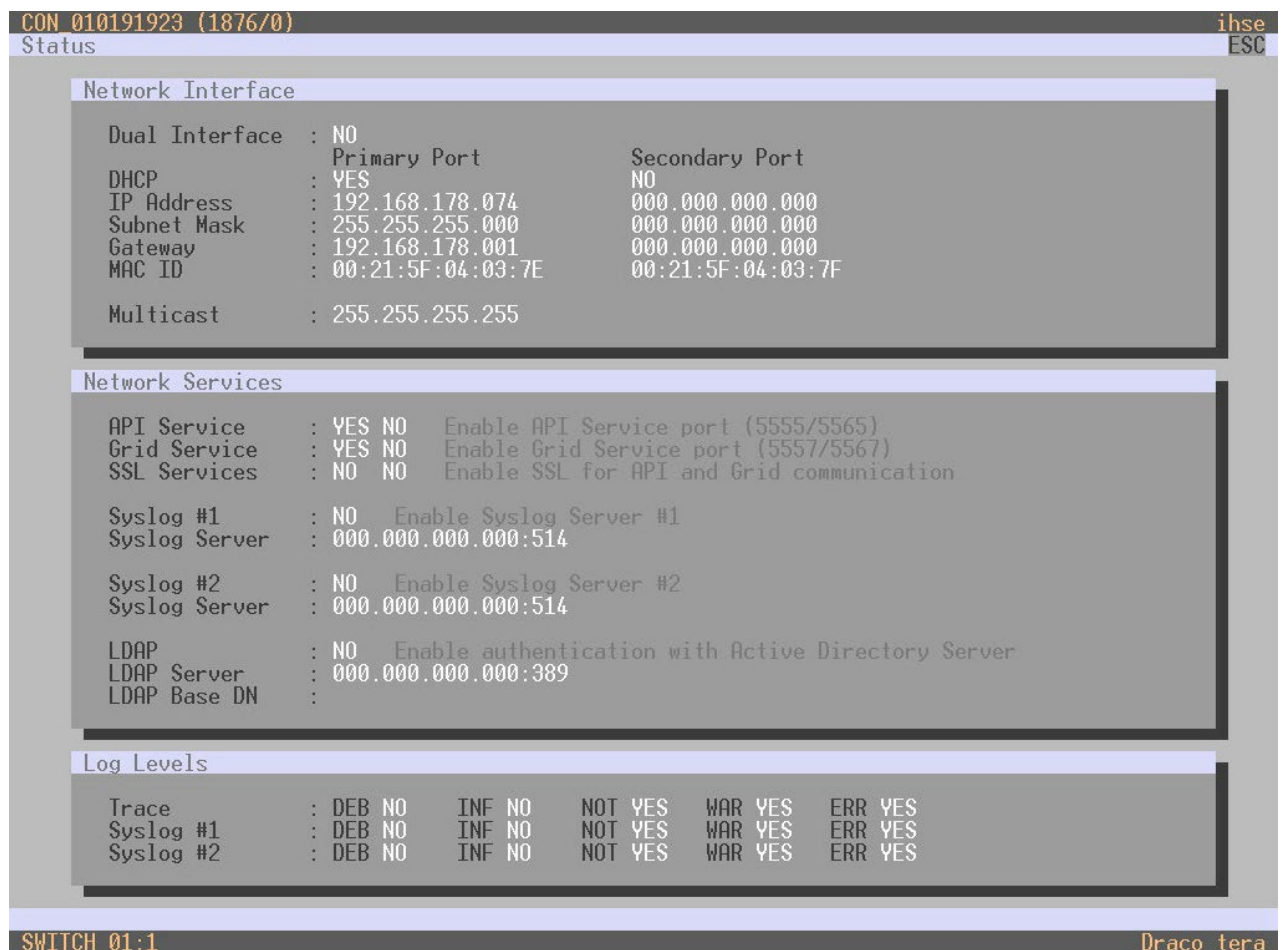 CON_010191923 (1876/0) ihse
Status ESC
Network Interface
Dual Interface : NO
Primary Port Secondary Port
DHCP : YES NO
IP Address : 192.168.178.074 000.000.000.000
Subnet Mask : 255.255.255.000 000.000.000.000
Gateway : 192.168.178.001 000.000.000.000
MAC ID : 00:21:5F:04:03:7E 00:21:5F:04:03:7F
Multicast : 255.255.255.255
Network Services
API Service : YES NO Enable API Service port (5555/5565)
Grid Service : YES NO Enable Grid Service port (5557/5567)
SSL Services : NO NO Enable SSL for API and Grid communication
Syslog #1 : NO Enable Syslog Server #1
Syslog Server : 000.000.000.000:514
Syslog #2 : NO Enable Syslog Server #2
Syslog Server : 000.000.000.000:514
LDAP : NO Enable authentication with Active Directory Server
LDAP Server : 000.000.000.000:389
LDAP Base DN :
Log Levels
Trace : DEB NO INF NO NOT YES WAR YES ERR YES
Syslog #1 : DEB NO INF NO NOT YES WAR YES ERR YES
Syslog #2 : DEB NO INF NO NOT YES WAR YES ERR YES
SWITCH_01:1 Draco tera